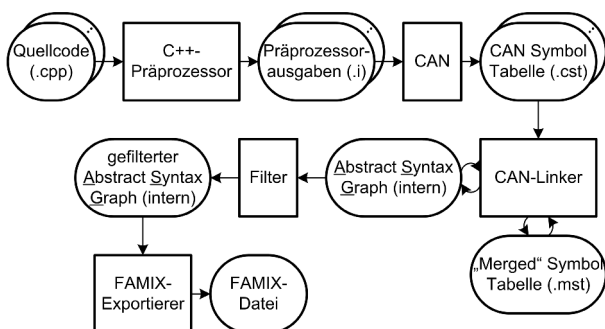 Quellcode
(.cpp)
C++-
Präprozessor
Präprozessor-
ausgaben (.i)
CAN
CAN Symbol
Tabelle (.cst)
gefilterter
Abstract Syntax
Graph (intern)
Filter
Abstract Syntax
Graph (intern)
CAN-Linker
„Merged“ Symbol
Tabelle (.mst)
FAMIX-
Exportierer
FAMIX-
Datei